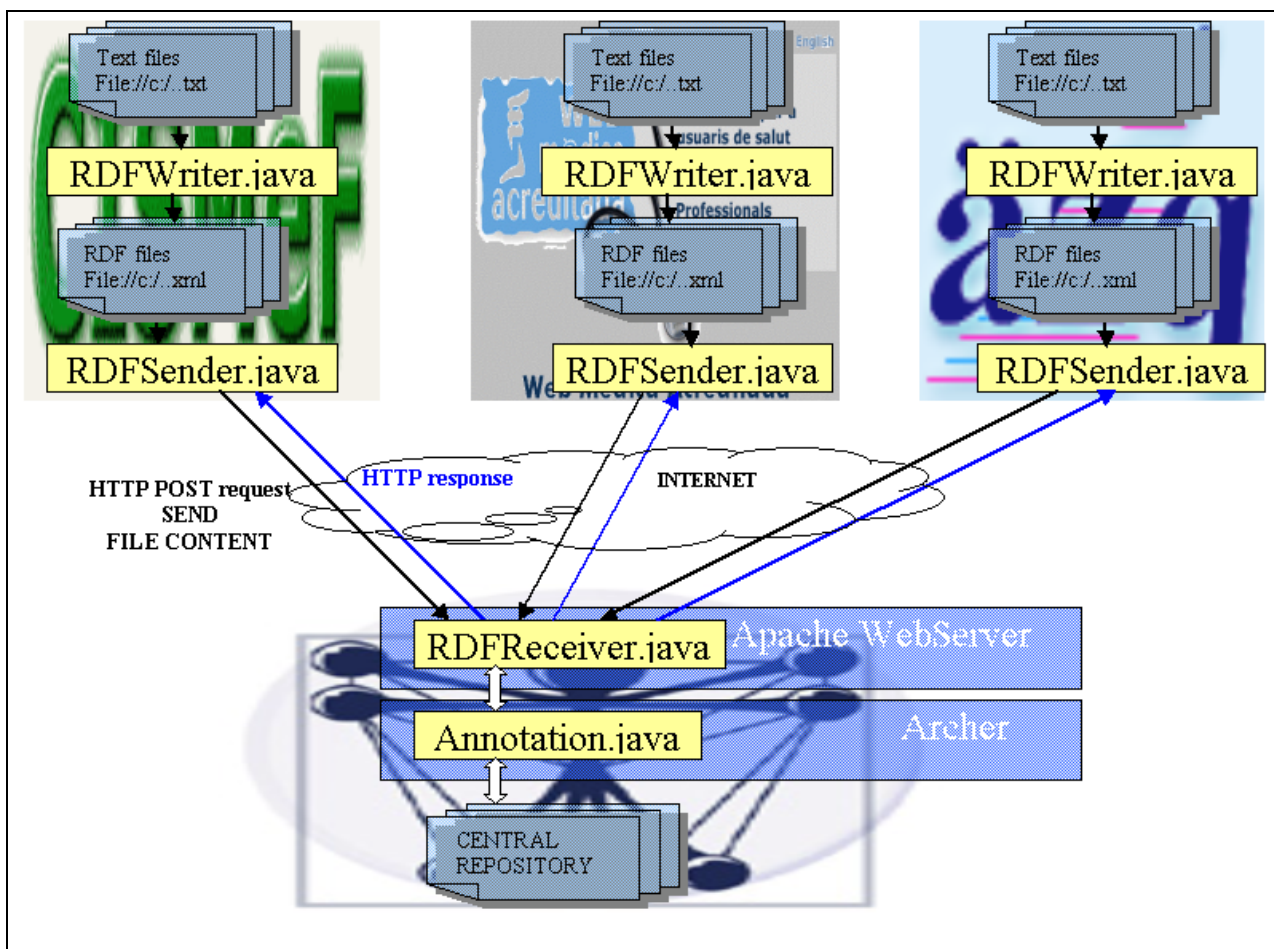 Text files
File://c:/..txt
RDFWriter.java
RDF files
File://c:/..xml
RDFSender.java
CISMeF
English
Text files
File://c:/..txt
usuaris de salut
acreditada
RDFWriter.java
Professionals
RDF files
File://c:/..xml
RDFSender.java
Text files
File://c:/..txt
RDFWriter.java
RDF files
File://c:/..xml
RDFSender.java
äzq
HTTP POST request
SEND
FILE CONTENT
HTTP response
INTERNET
RDFReceiver.java
Apache WebServer
Annotation.java
Archer
CENTRAL
REPOSITORY